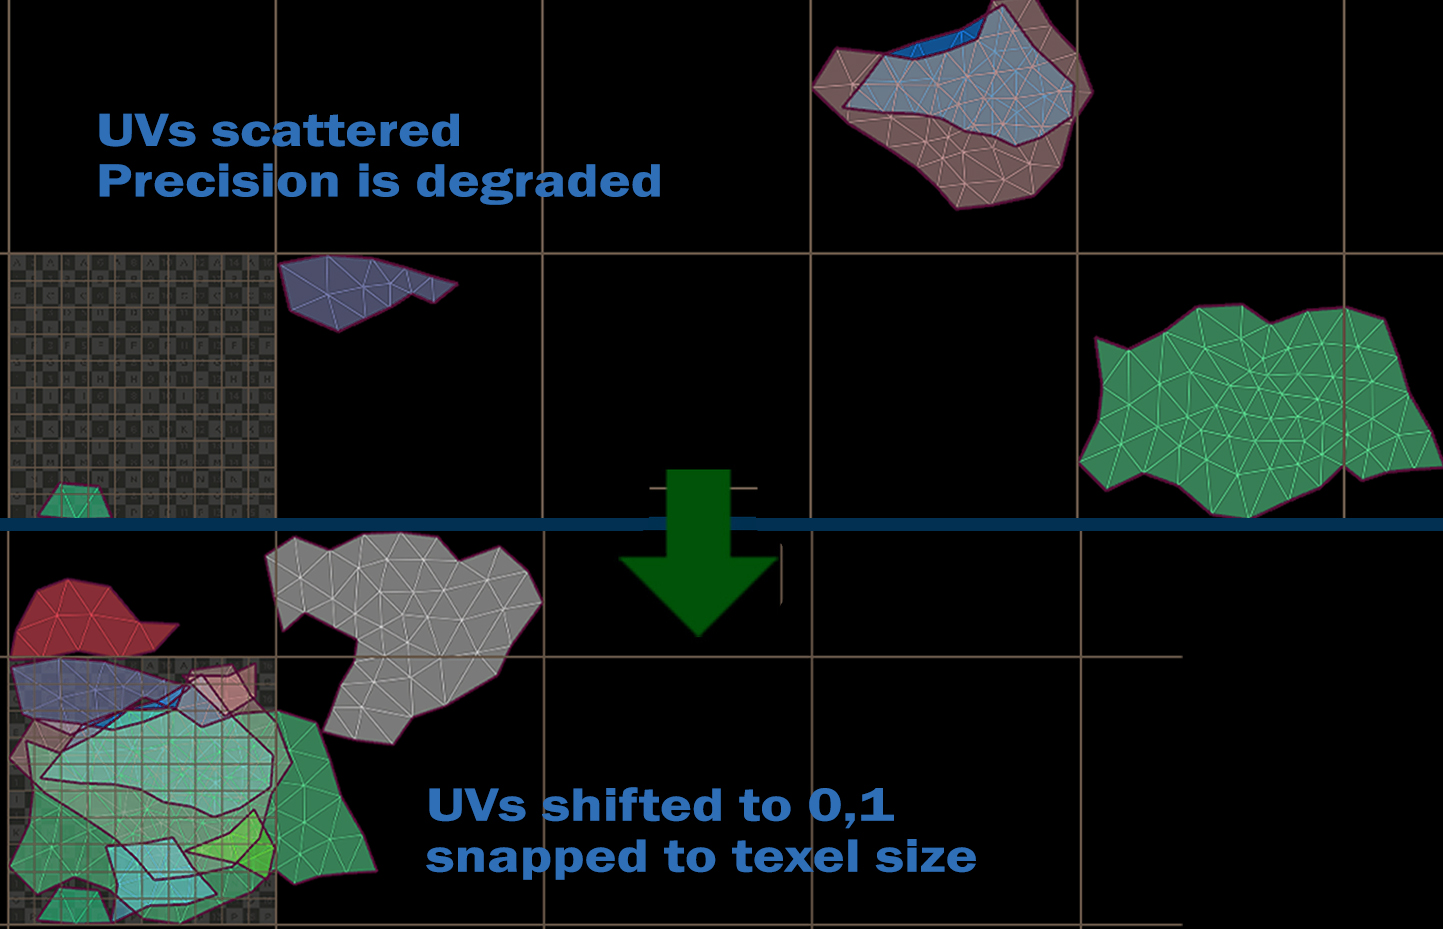 UVs scattered
Precision is degraded
UVs shifted to 0,1
snapped to texel size